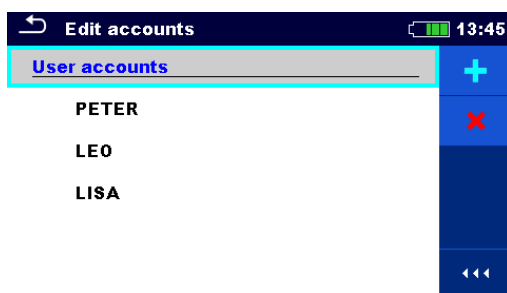 Edit accounts 13:45
User accounts
PETER
LEO
LISA